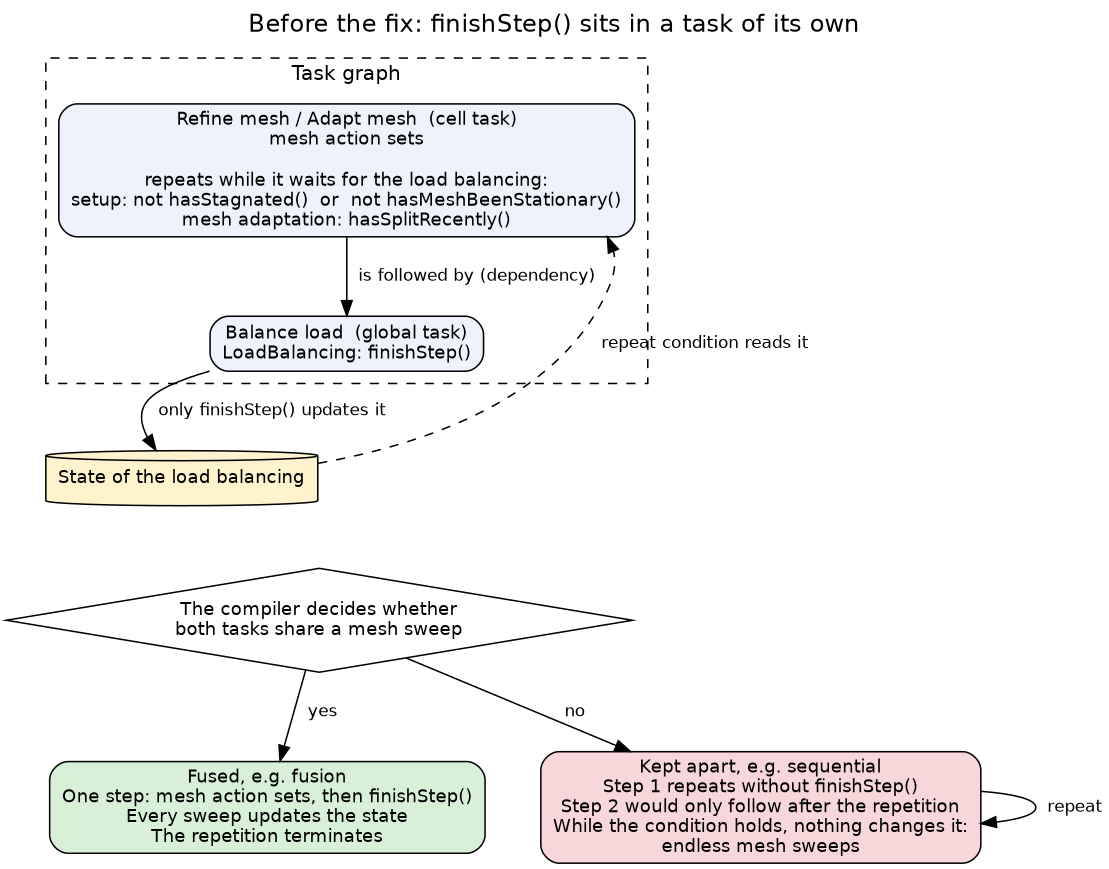 Before the fix: finishStep() sits in a task of its own
Task graph
Refine mesh / Adapt mesh  (cell task)
mesh action sets
repeats while it waits for the load balancing:
setup: not hasStagnated()  or  not hasMeshBeenStationary()
mesh adaptation: hasSplitRecently()
is followed by (dependency)
Balance load  (global task)
LoadBalancing: finishStep()
repeat condition reads it
only finishStep() updates it
State of the load balancing
The compiler decides whether
both tasks share a mesh sweep
yes
no
Fused, e.g. fusion
One step: mesh action sets, then finishStep()
Every sweep updates the state
The repetition terminates
Kept apart, e.g. sequential
Step 1 repeats without finishStep()
Step 2 would only follow after the repetition
While the condition holds, nothing changes it:
endless mesh sweeps
repeat